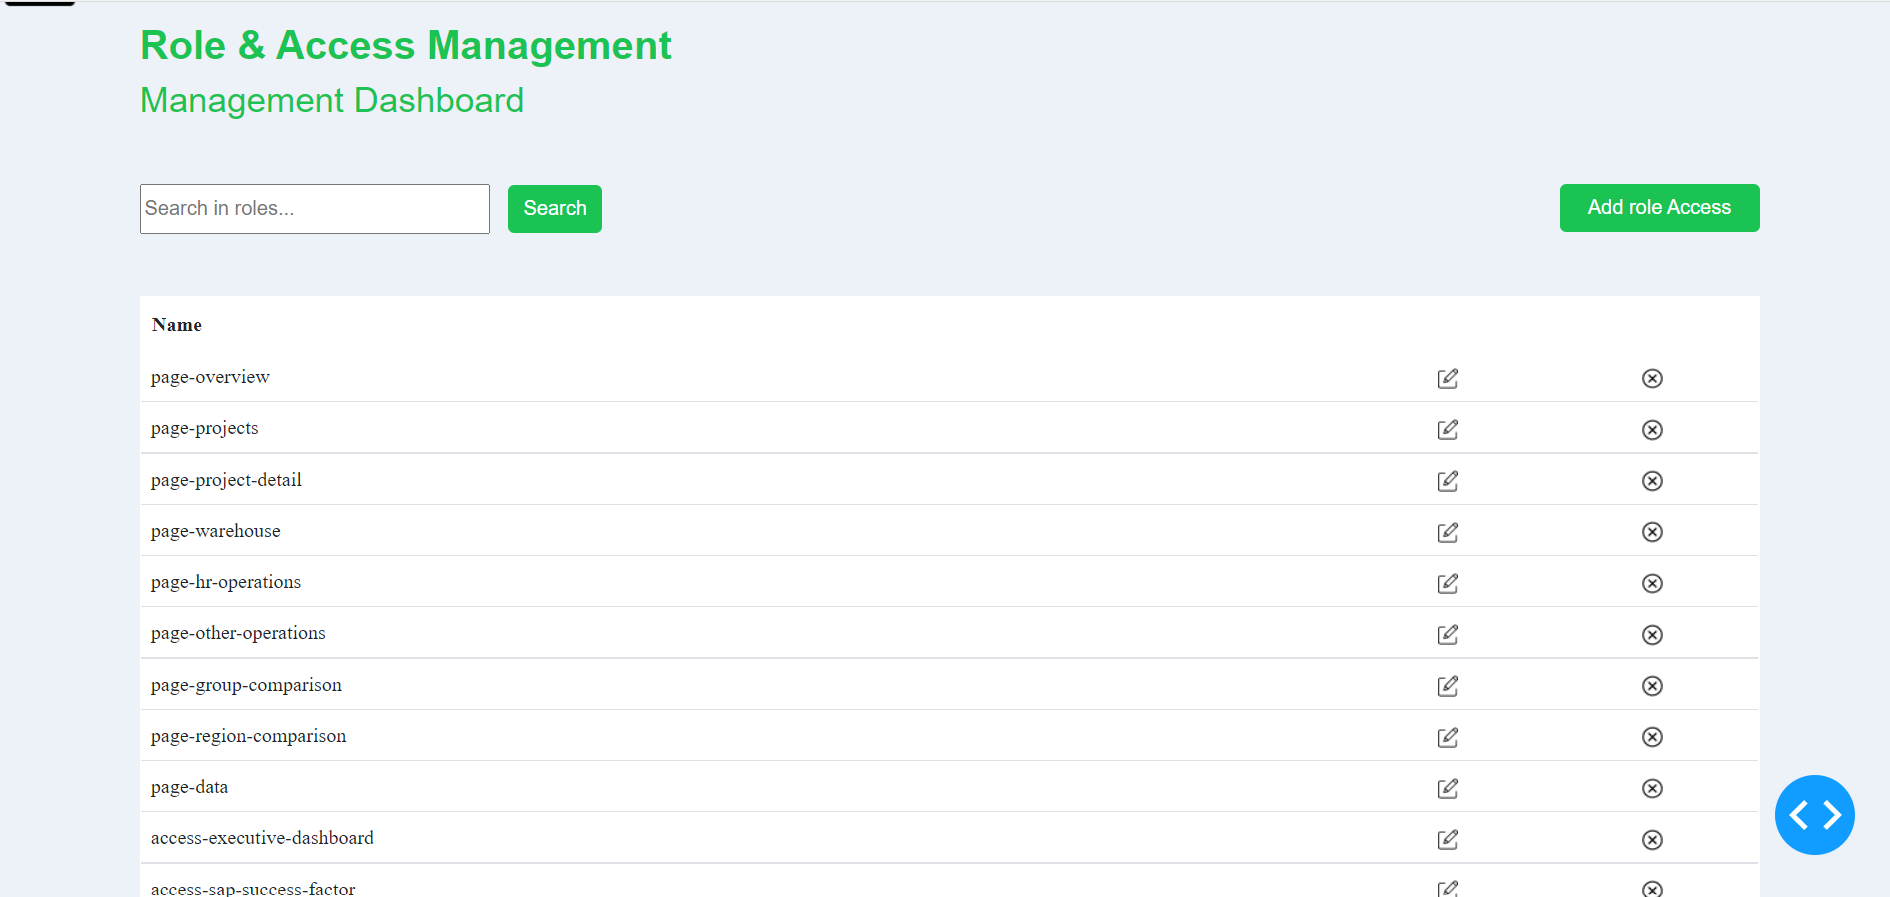 Role & Access Management
Management Dashboard
Search in roles...
Search
Add role Access
Name
page-overview
page-projects
page-project-detail
page-warehouse
page-hr-operations
page-other-operations
page-group-comparison
page-region-comparison
page-data
access-executive-dashboard
access-sap-success-factor